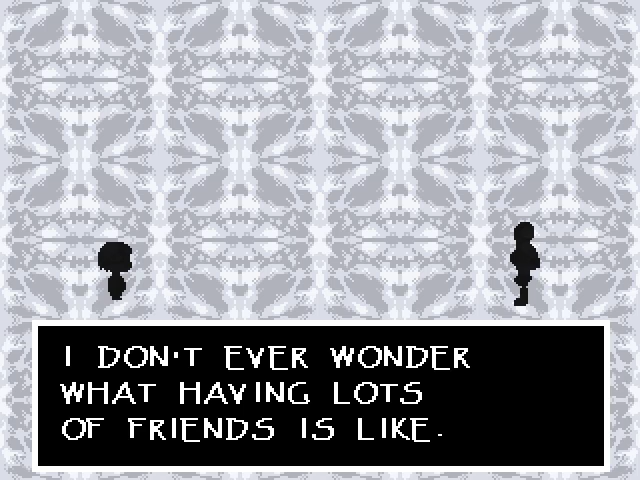 I DON'T EVER WONDER
WHAT HAVING LOTS
OF FRIENDS IS LIKE.